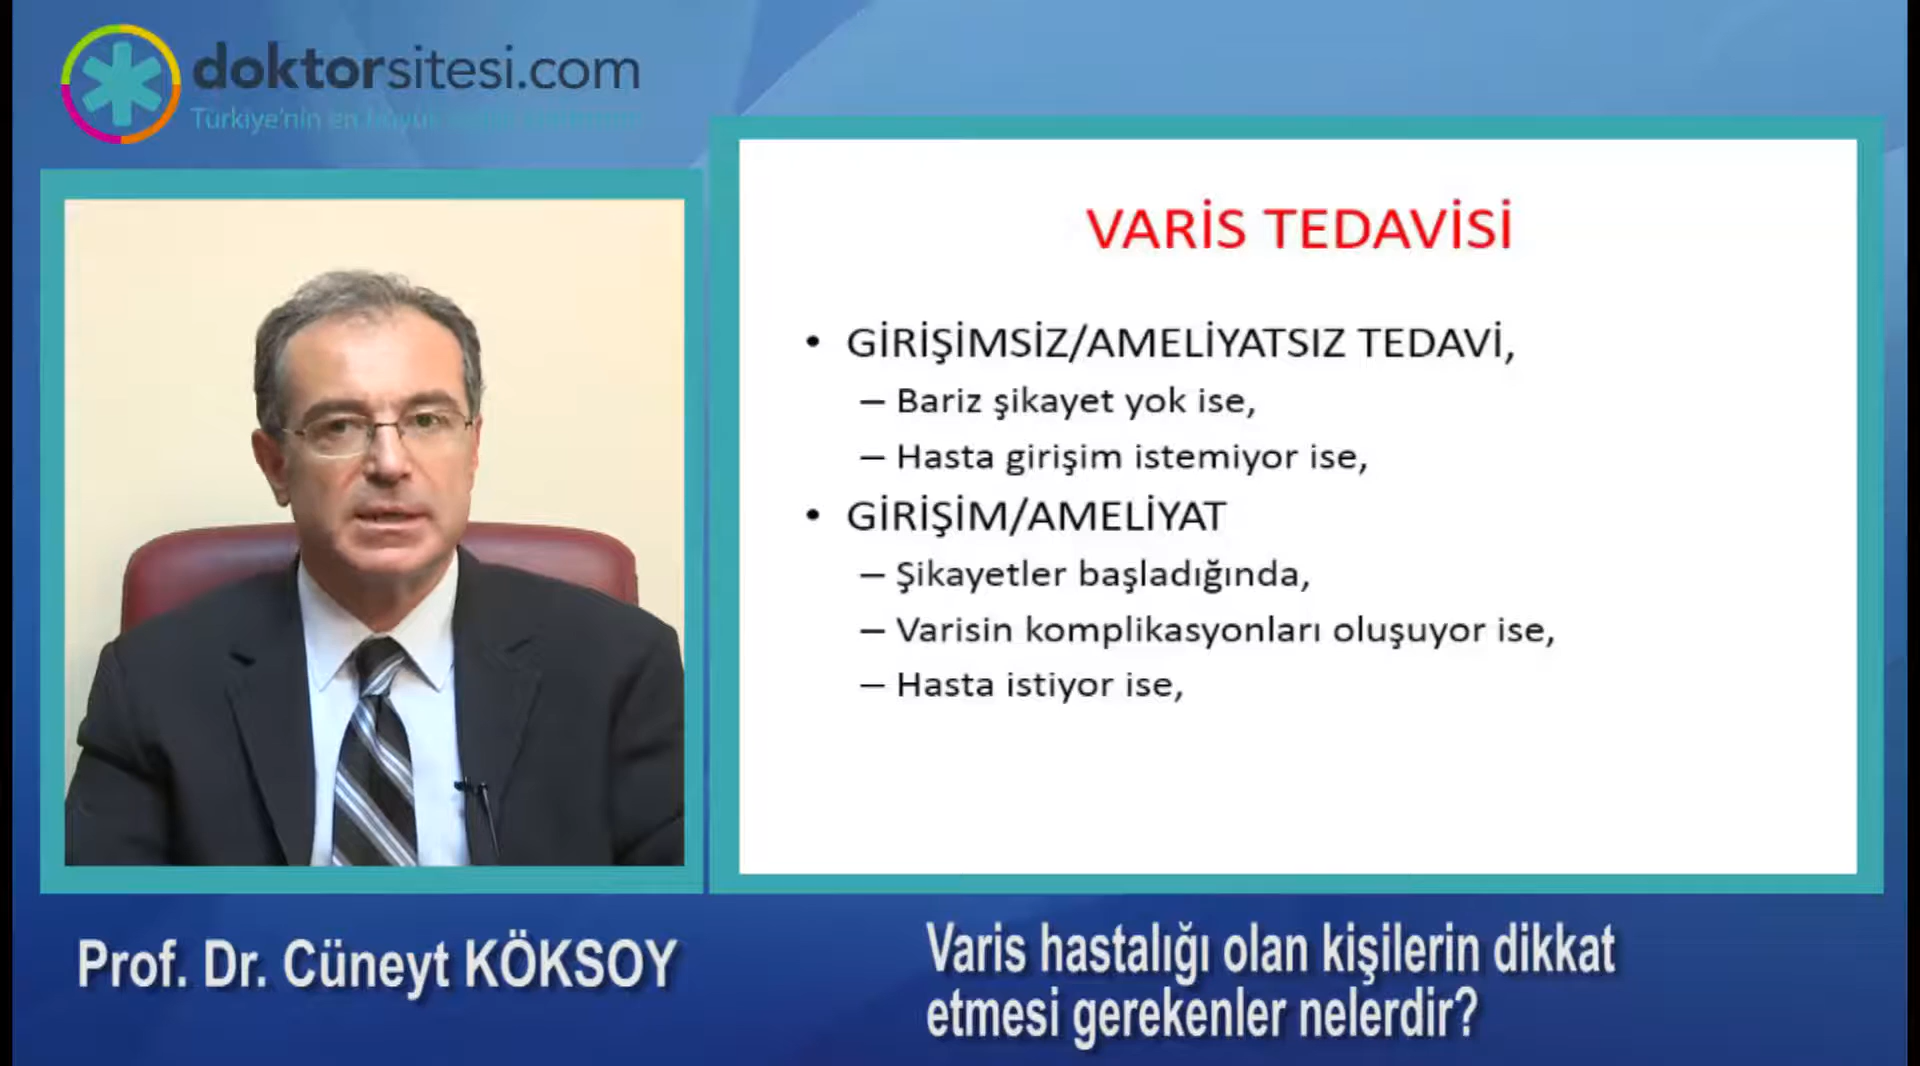 doktorsitesi.com
Türkiye'nin en büyük
VARİS TEDAVİSİ
• GİRİŞİMSİZ/AMELİYATSIZ TEDAVİ,
– Bariz şikayet yok ise,
– Hasta girişim istemiyor ise,
• GİRİŞİM/AMELİYAT
– Şikayetler başladığında,
– Varisin komplikasyonları oluşuyor ise,
– Hasta istiyor ise,
Prof. Dr. Cüneyt KÖKSOY
Varis hastalığı olan kişilerin dikkat
etmesi gerekenler nelerdir?